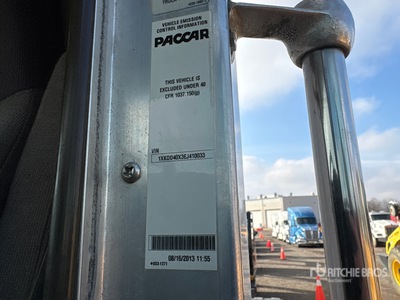 VEHICLE EMISSION
CONTROL INFORMATION
PACCAR
THIS VEHICLE IS
EXCLUDED UNDER 40
CFR 1037.150(p)
VIN
1XKDD40X3EJ410033
08/16/2013 11:55
RITCHIE BROS.
Auctioneers